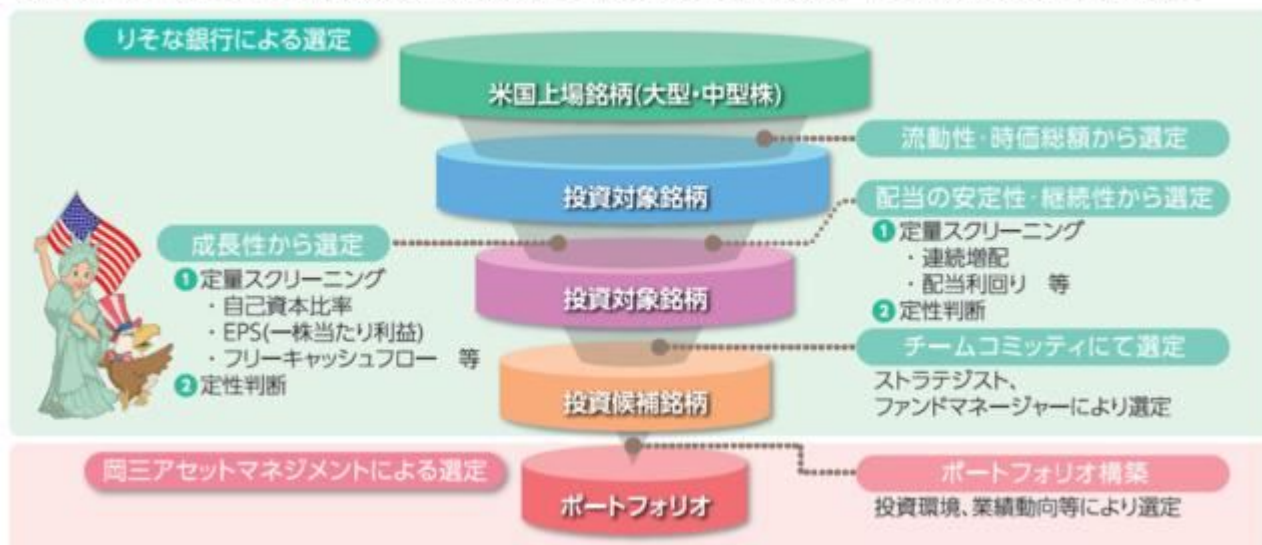 りそな銀行による選定
米国上場銘柄(大型・中型株)
流動性・時価総額から選定
投資対象銘柄
配当の安定性・継続性から選定
❶定量スクリーニング
・連続増配
・配当利回り 等
❷定性判断
成長性から選定
❶定量スクリーニング
・自己資本比率
・EPS(一株当たり利益)
・フリーキャッシュフロー 等
❷定性判断
投資対象銘柄
チームコミッティにて選定
ストラテジスト、
ファンドマネージャーにより選定
投資候補銘柄
岡三アセットマネジメントによる選定
ポートフォリオ構築
投資環境、業績動向等により選定
ポートフォリオ